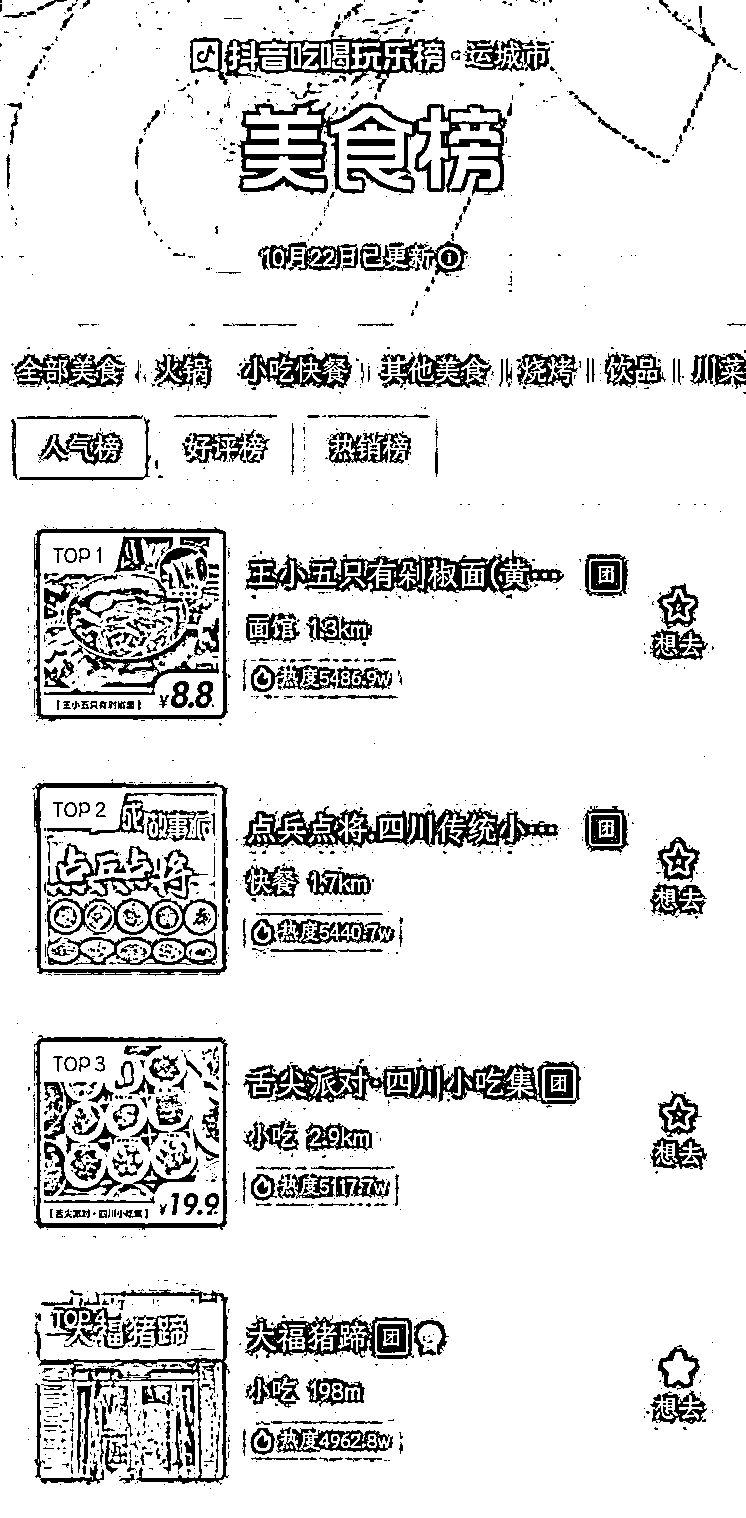 抖音吃喝玩乐榜·运城市
美食榜
10月22日已更新
全部美食 火锅 小吃快餐 其他美食 烧烤 饮品 川菜
人气榜 好评榜 热销榜
TOP 1
王小五只有剁椒面(黄… 团
面馆 1.3km
热度5486.9w
想去
【王小五只有剁椒面】
¥8.8
TOP 2
点兵点将
点兵点将.四川传统小… 团
快餐 1.7km
热度5440.7w
想去
TOP 3
舌尖派对·四川小吃集 团
小吃 2.9km
热度5117.7w
想去
【舌尖派对·四川小吃集】
¥19.9
TOP 4
大福猪蹄
大福猪蹄 团
小吃 198m
热度4962.8w
想去